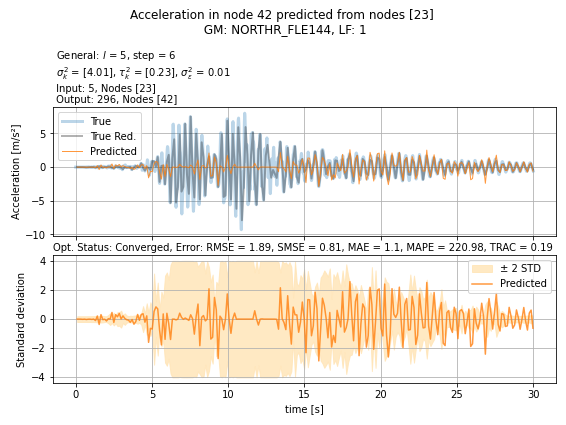 Acceleration in node 42 predicted from nodes [23]
GM: NORTHR_FLE144, LF: 1
General: l = 5, step = 6
σ²ₖ = [4.01], τ²ₖ = [0.23], σ²ε = 0.01
Input: 5, Nodes [23]
Output: 296, Nodes [42]
True
True Red.
Predicted
Acceleration [m/s²]
5
0
−5
−10
Opt. Status: Converged, Error: RMSE = 1.89, SMSE = 0.81, MAE = 1.1, MAPE = 220.98, TRAC = 0.19
± 2 STD
Predicted
Standard deviation
4
2
0
−2
−4
0 5 10 15 20 25 30
time [s]